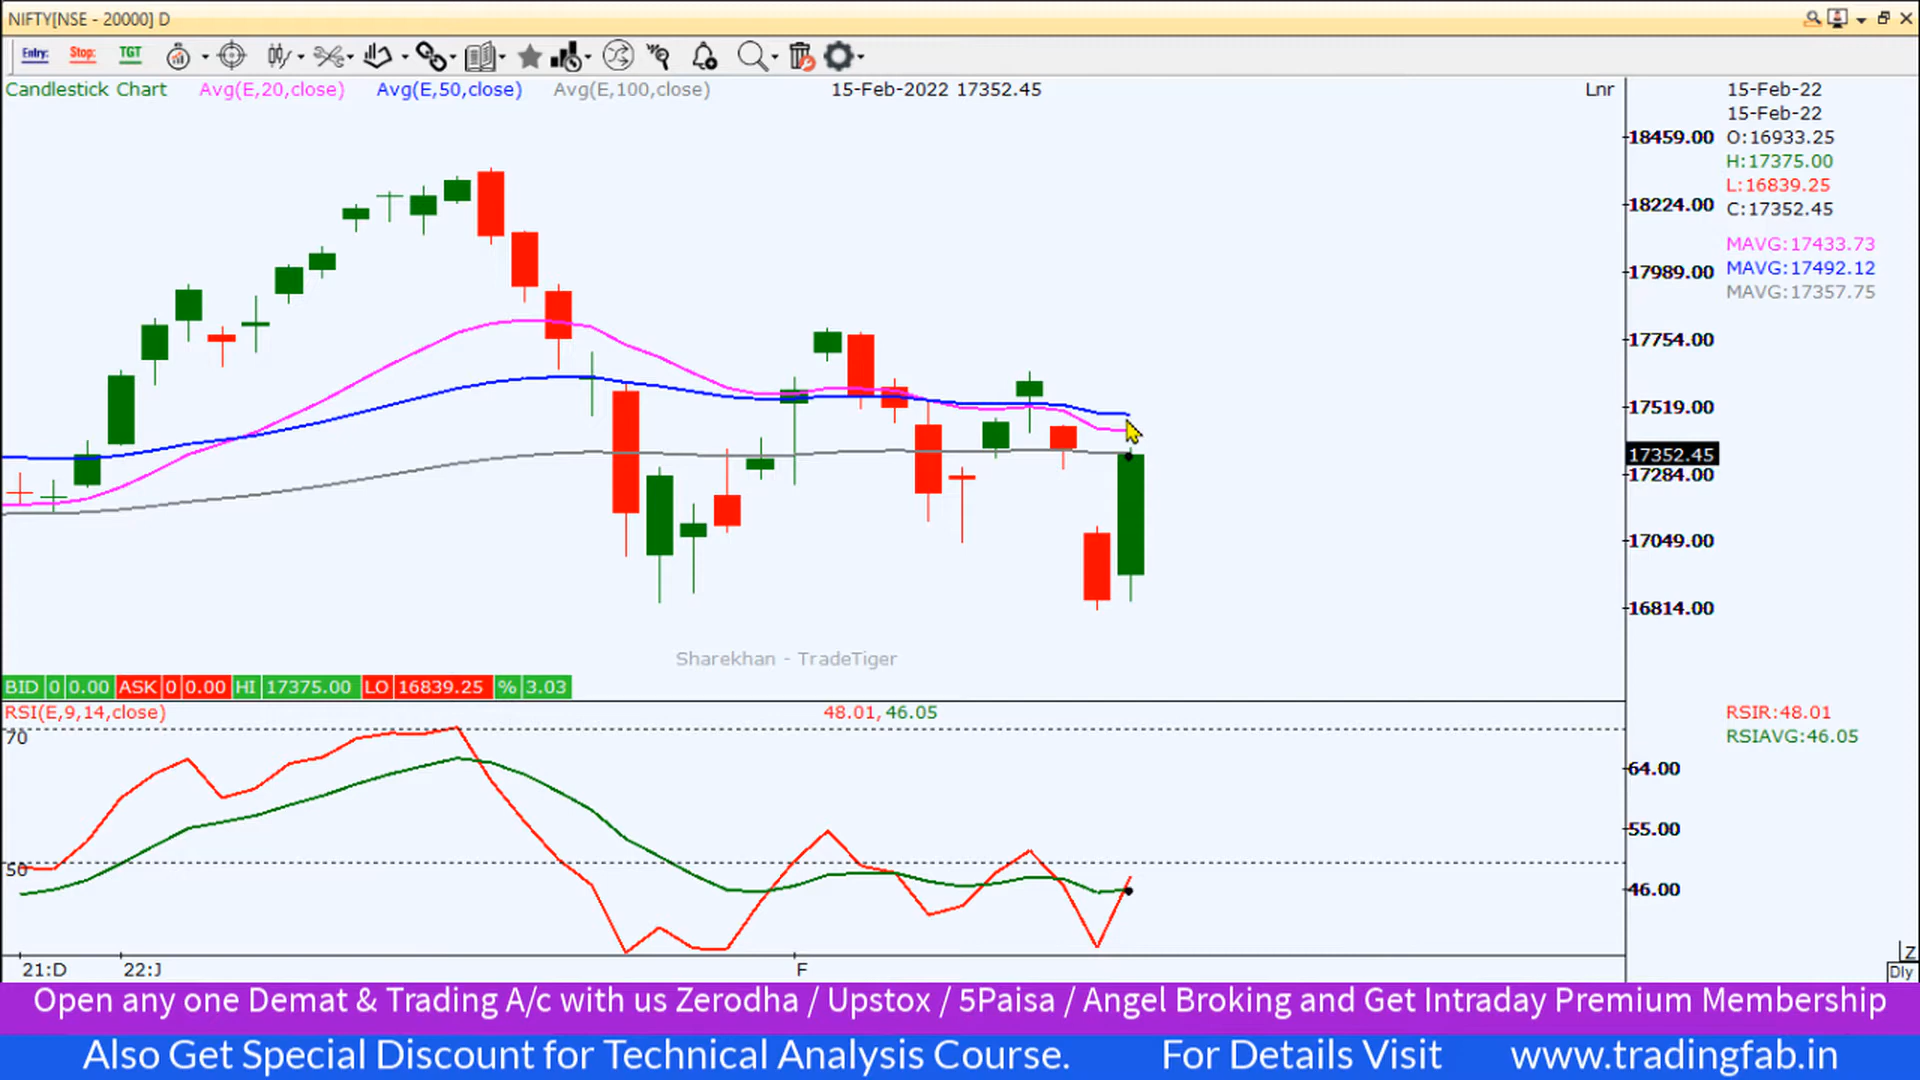 NIFTY[NSE - 20000] D
Entry: Stop: TGT
Candlestick Chart Avg(E,20,close) Avg(E,50,close) Avg(E,100,close) 15-Feb-2022 17352.45 Lnr
15-Feb-22
15-Feb-22
O:16933.25
H:17375.00
L:16839.25
C:17352.45
MAVG:17433.73
MAVG:17492.12
MAVG:17357.75
18459.00
18224.00
17989.00
17754.00
17519.00
17352.45
17284.00
17049.00
16814.00
Sharekhan - TradeTiger
BID 0 0.00 ASK 0 0.00 HI 17375.00 LO 16839.25 % 3.03
RSI(E,9,14,close) 48.01, 46.05
RSIR:48.01
RSIAVG:46.05
70
50
64.00
55.00
46.00
21:D 22:J F
Z
Dly
Open any one Demat & Trading A/c with us Zerodha / Upstox / 5Paisa / Angel Broking and Get Intraday Premium Membership
Also Get Special Discount for Technical Analysis Course. For Details Visit www.tradingfab.in